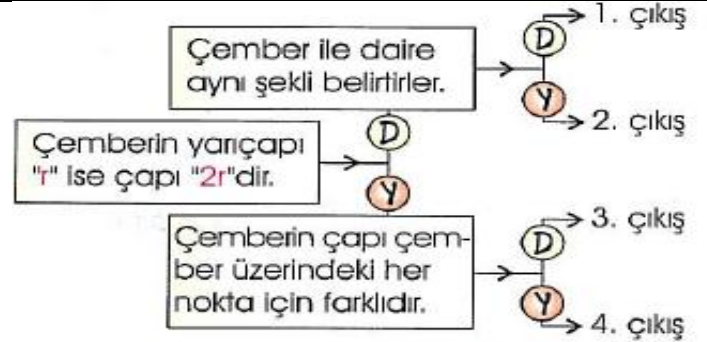 Çember ile daire
aynı şekli belirtirler.
D
1. çıkış
Y
2. çıkış
Çemberin yarıçapı
"r" ise çapı "2r"dir.
D
Y
Çemberin çapı çem-
ber üzerindeki her
nokta için farklıdır.
D
3. çıkış
Y
4. çıkış